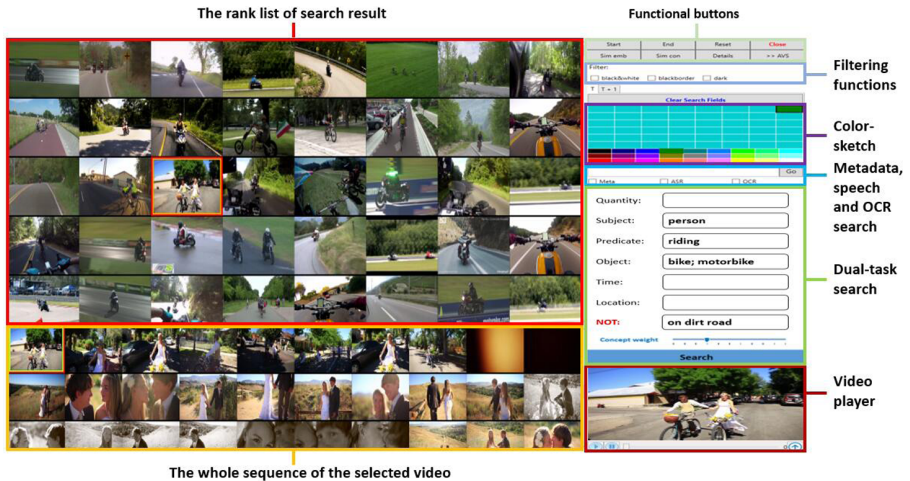 The rank list of search result
Functional buttons
Start End Reset Close
Sim emb Sim con Details >> AVS
Filter:
black&white blackborder dark
T T + 1
Clear Search Fields
Go
Meta ASR OCR
Quantity:
Subject: person
Predicate: riding
Object: bike; motorbike
Time:
Location:
NOT: on dirt road
Concept weight
Search
Filtering
functions
Color-
sketch
Metadata,
speech
and OCR
search
Dual-task
search
Video
player
The whole sequence of the selected video